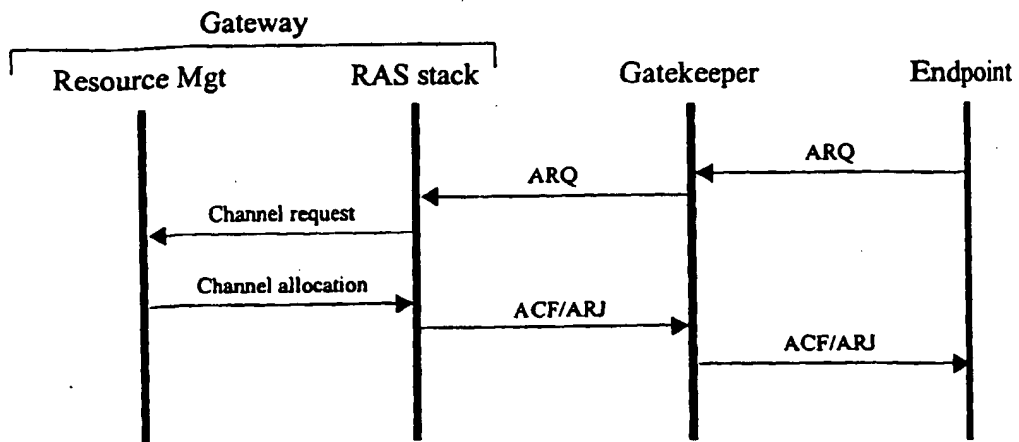 Gateway
Resource Mgt
RAS stack
Gatekeeper
Endpoint
ARQ
ARQ
Channel request
Channel allocation
ACF/ARJ
ACF/ARJ